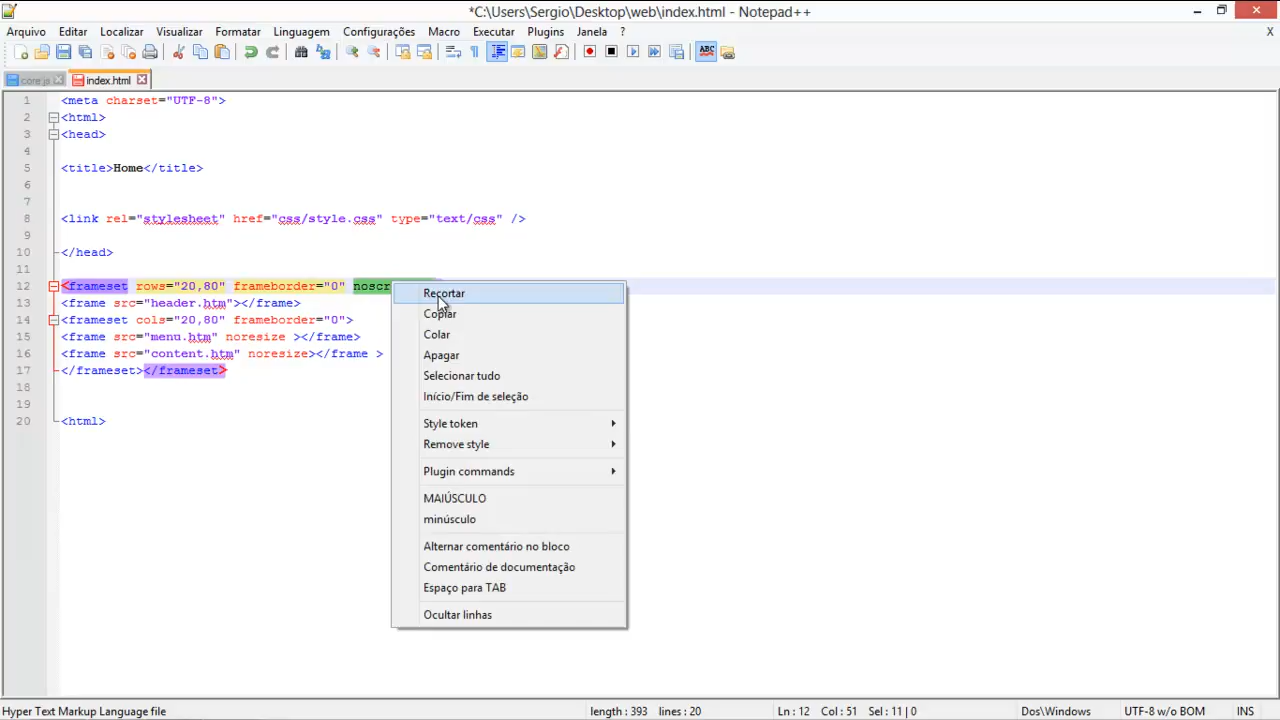 *C:\Users\Sergio\Desktop\web\index.html - Notepad++
Arquivo Editar Localizar Visualizar Formatar Linguagem Configurações Macro Executar Plugins Janela ? X
core.js index.html
1 <meta charset="UTF-8">
2 <html>
3 <head>
4
5 <title>Home</title>
6
7
8 <link rel="stylesheet" href="css/style.css" type="text/css" />
9
10 </head>
11
12 <frameset rows="20,80" frameborder="0" noscr
13 <frame src="header.htm"></frame>
14 <frameset cols="20,80" frameborder="0">
15 <frame src="menu.htm" noresize ></frame>
16 <frame src="content.htm" noresize></frame >
17 </frameset></frameset>
18
19
20 <html>
Recortar
Copiar
Colar
Apagar
Selecionar tudo
Início/Fim de seleção
Style token
Remove style
Plugin commands
MAIÚSCULO
minúsculo
Alternar comentário no bloco
Comentário de documentação
Espaço para TAB
Ocultar linhas
Hyper Text Markup Language file length : 393 lines : 20 Ln : 12 Col : 51 Sel : 11 | 0 Dos\Windows UTF-8 w/o BOM INS